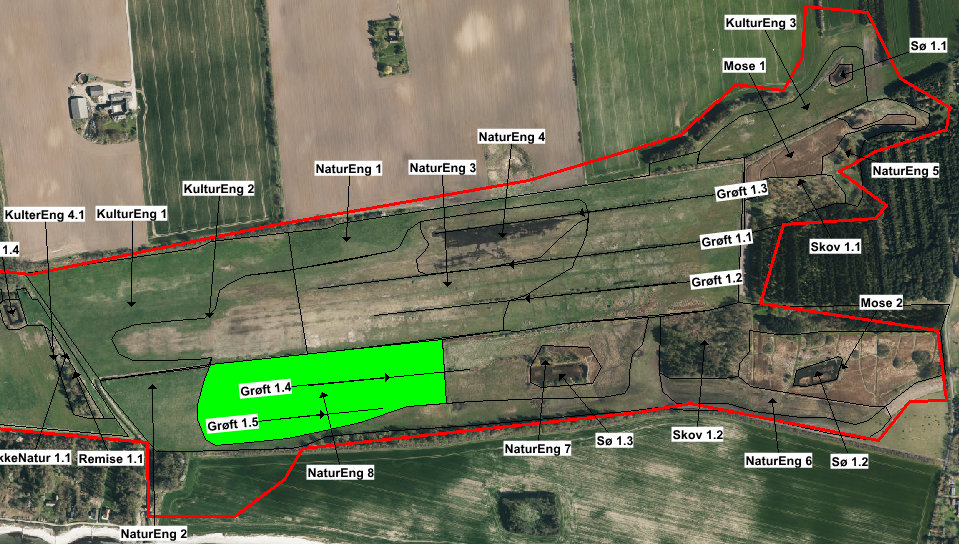 KulturEng 3
Sø 1.1
Mose 1
NaturEng 4
NaturEng 1
NaturEng 3
NaturEng 5
KulturEng 2
Grøft 1.3
KulterEng 4.1
KulturEng 1
Grøft 1.1
Skov 1.1
1.4
Grøft 1.2
Mose 2
Grøft 1.4
Grøft 1.5
Skov 1.2
Sø 1.3
NaturEng 7
kkeNatur 1.1
Remise 1.1
NaturEng 6
Sø 1.2
NaturEng 8
NaturEng 2